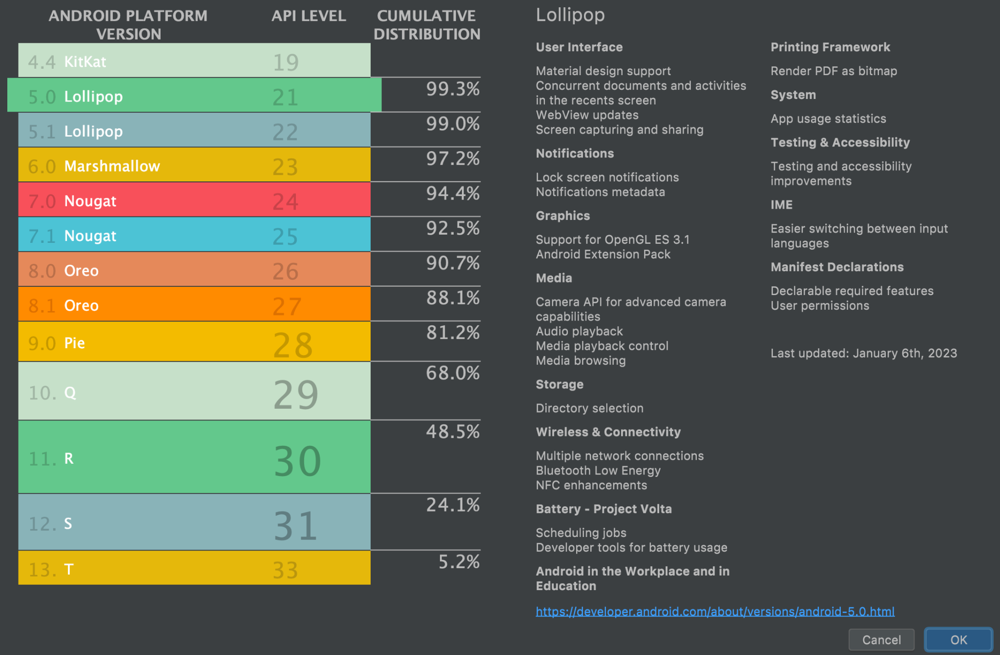 ANDROID PLATFORM
VERSION
API LEVEL
CUMULATIVE
DISTRIBUTION
4.4 KitKat 19
5.0 Lollipop 21 99.3%
5.1 Lollipop 22 99.0%
6.0 Marshmallow 23 97.2%
7.0 Nougat 24 94.4%
7.1 Nougat 25 92.5%
8.0 Oreo 26 90.7%
8.1 Oreo 27 88.1%
9.0 Pie 28 81.2%
10. Q 29 68.0%
11. R 30 48.5%
12. S 31 24.1%
13. T 33 5.2%
Lollipop
User Interface
Material design support
Concurrent documents and activities
in the recents screen
WebView updates
Screen capturing and sharing
Notifications
Lock screen notifications
Notifications metadata
Graphics
Support for OpenGL ES 3.1
Android Extension Pack
Media
Camera API for advanced camera
capabilities
Audio playback
Media playback control
Media browsing
Storage
Directory selection
Wireless & Connectivity
Multiple network connections
Bluetooth Low Energy
NFC enhancements
Battery - Project Volta
Scheduling jobs
Developer tools for battery usage
Android in the Workplace and in
Education
Printing Framework
Render PDF as bitmap
System
App usage statistics
Testing & Accessibility
Testing and accessibility
improvements
IME
Easier switching between input
languages
Manifest Declarations
Declarable required features
User permissions
Last updated: January 6th, 2023
https://developer.android.com/about/versions/android-5.0.html
Cancel
OK